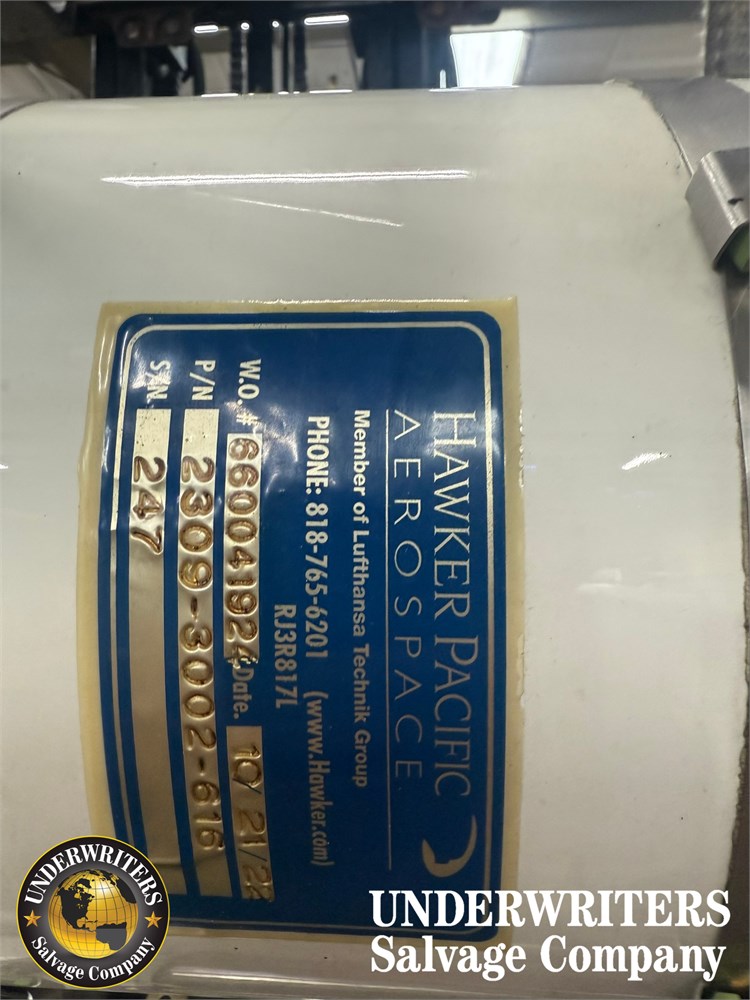 HAWKER PACIFIC
AEROSPACE
Member of Lufthansa Technik Group
PHONE: 818-765-6201 (www.Hawker.com)
RJ3R817L
W.O.# 660041924 Date. 10/21/22
P/N 2309-3002-616
S/N. 247
UNDERWRITERS
Salvage Company
UNDERWRITERS
Salvage Company